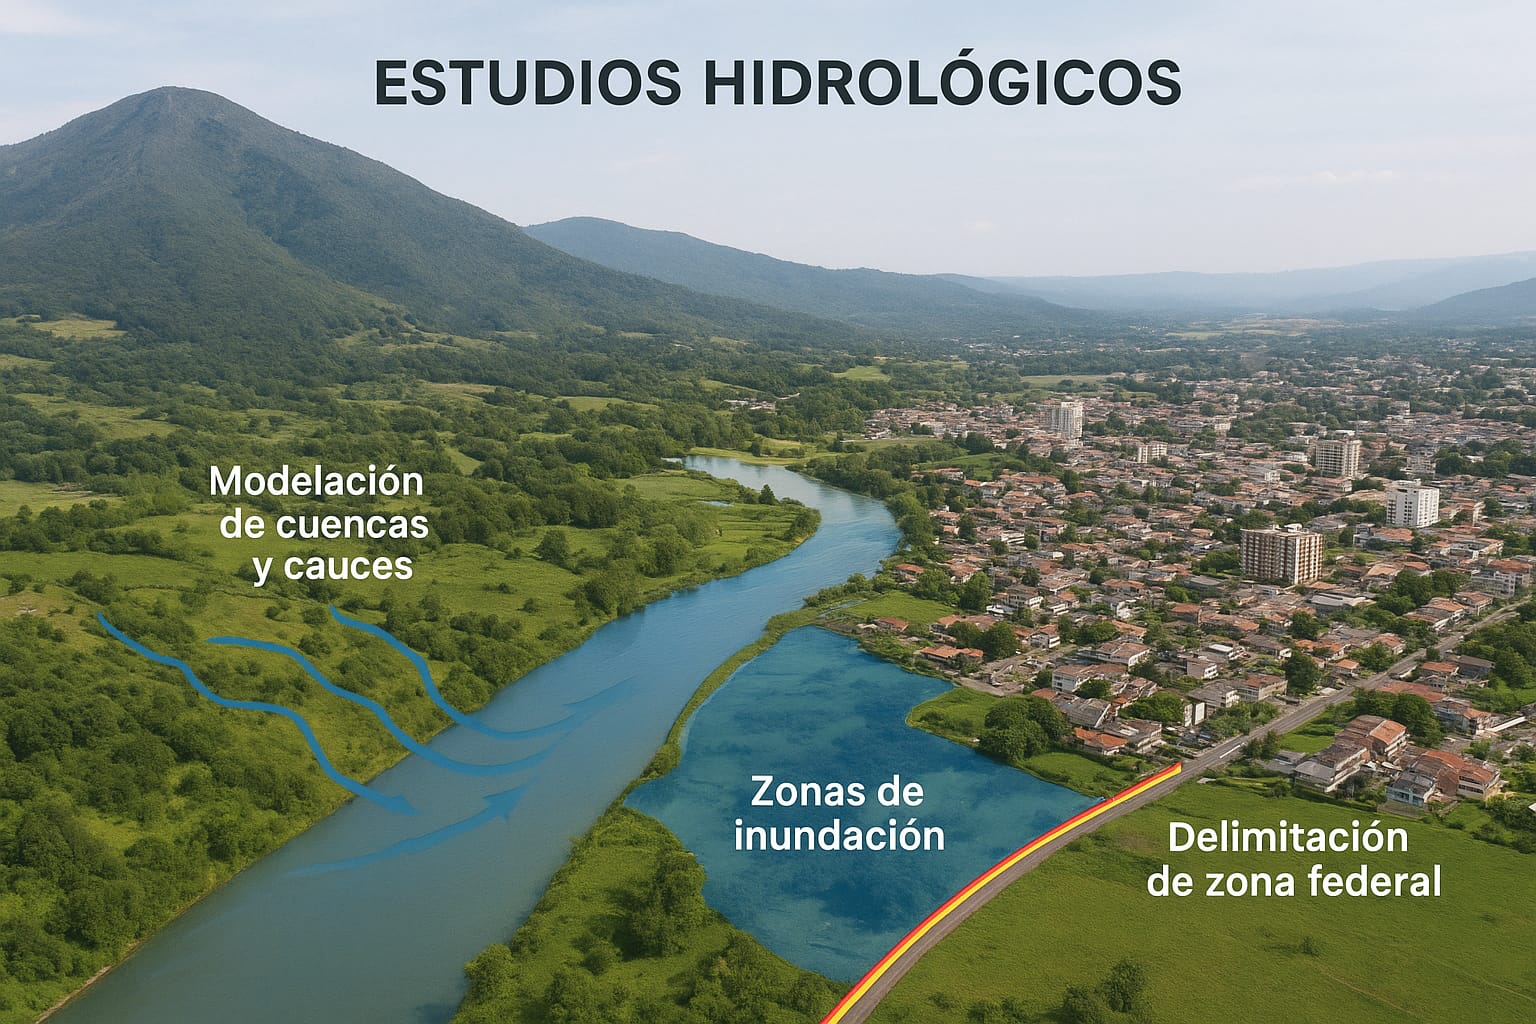 ESTUDIOS HIDROLÓGICOS
Modelación
de cuencas
y cauces
Zonas de
inundación
Delimitación
de zona federal